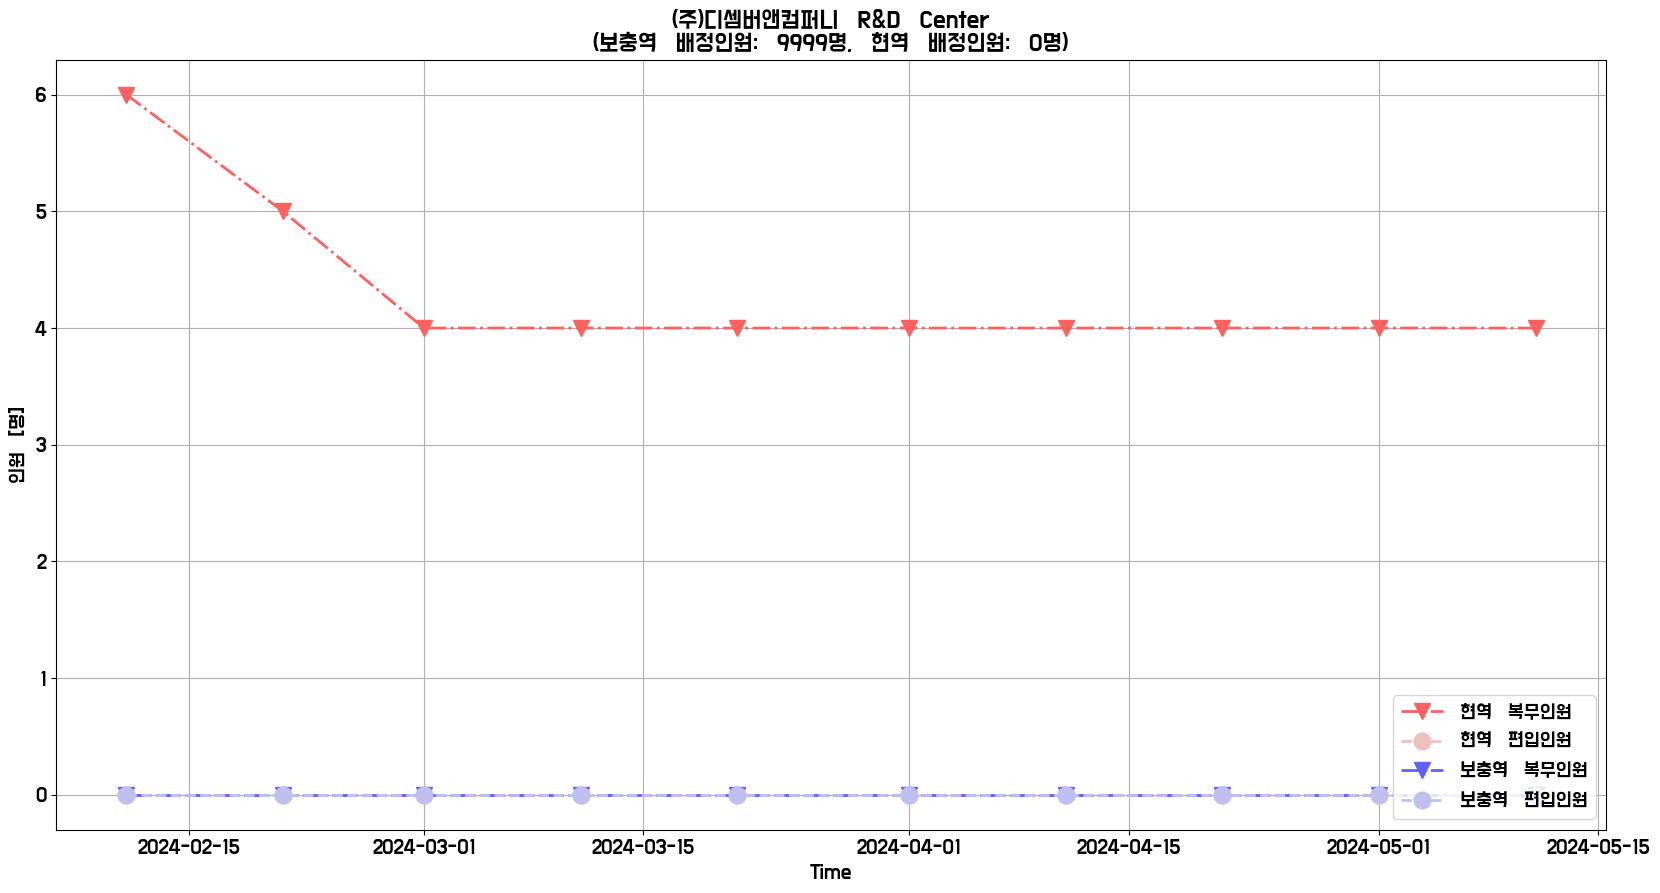 (주)디셈버앤컴퍼니 R&D Center
(보충역 배정인원: 9999명, 현역 배정인원: 0명)
6
5
4
3
2
1
0
인원 [명]
현역 복무인원
현역 편입인원
보충역 복무인원
보충역 편입인원
2024-02-15 2024-03-01 2024-03-15 2024-04-01 2024-04-15 2024-05-01 2024-05-15
Time